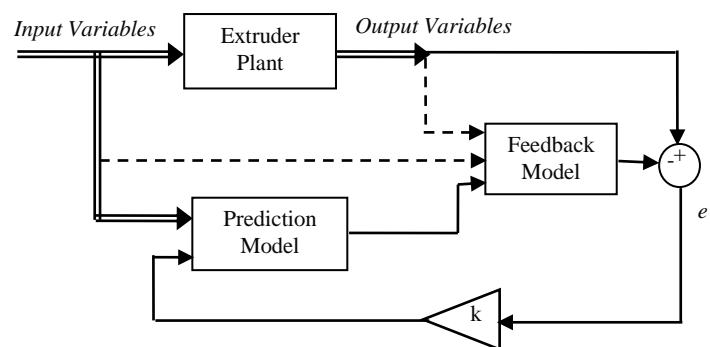 Input Variables
Extruder
Plant
Output Variables
Feedback
Model
-+
e
Prediction
Model
k